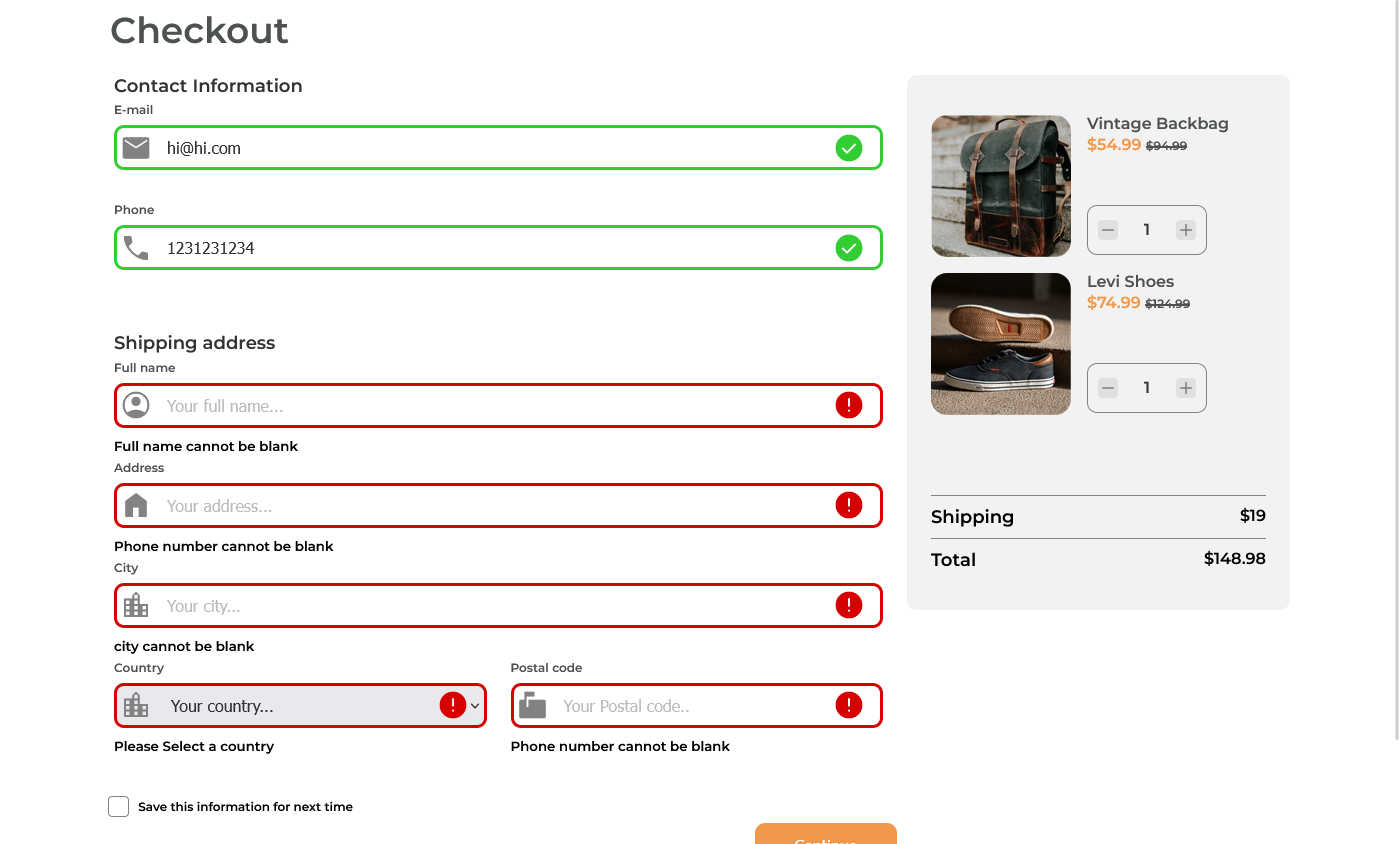 Checkout
Contact Information
E-mail
hi@hi.com
Phone
1231231234
Shipping address
Full name
Your full name...
Full name cannot be blank
Address
Your address...
Phone number cannot be blank
City
Your city...
city cannot be blank
Country
Your country...
Please Select a country
Postal code
Your Postal code..
Phone number cannot be blank
Save this information for next time
Continue
Vintage Backbag
$54.99 $94.99
1
Levi Shoes
$74.99 $124.99
1
Shipping $19
Total $148.98